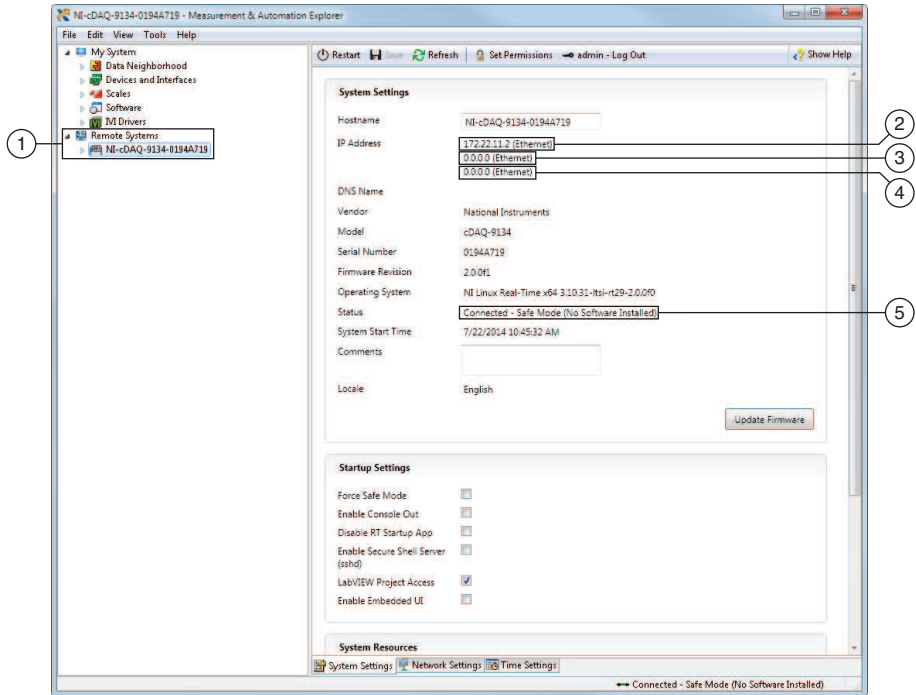 NI-cDAQ-9134-0194A719 - Measurement & Automation Explorer
File Edit View Tools Help
My System
Data Neighborhood
Devices and Interfaces
Scales
Software
IVI Drivers
Remote Systems
NI-cDAQ-9134-0194A719
1
Restart Save Refresh Set Permissions admin - Log Out Show Help
System Settings
Hostname NI-cDAQ-9134-0194A719
IP Address 172.22.11.2 (Ethernet)
0.0.0.0 (Ethernet)
0.0.0.0 (Ethernet)
2
3
4
DNS Name
Vendor National Instruments
Model cDAQ-9134
Serial Number 0194A719
Firmware Revision 2.0.0f1
Operating System NI Linux Real-Time x64 3.10.31-ltsi-rt29-2.0.0f0
Status Connected - Safe Mode (No Software Installed)
5
System Start Time 7/22/2014 10:45:32 AM
Comments
Locale English
Update Firmware
Startup Settings
Force Safe Mode
Enable Console Out
Disable RT Startup App
Enable Secure Shell Server
(sshd)
LabVIEW Project Access
Enable Embedded UI
System Resources
System Settings Network Settings Time Settings
Connected - Safe Mode (No Software Installed)